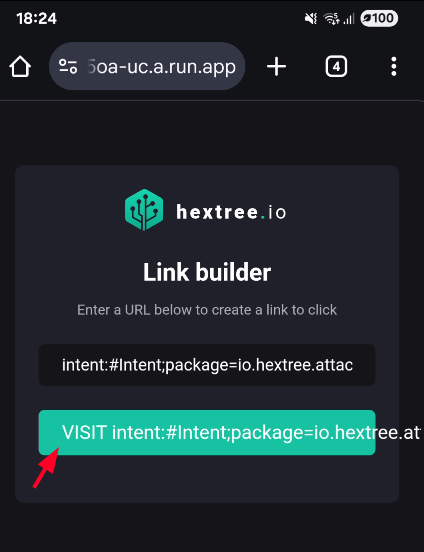 18:24
100
5oa-uc.a.run.app
4
hextree.io
Link builder
Enter a URL below to create a link to click
intent:#Intent;package=io.hextree.attac
VISIT intent:#Intent;package=io.hextree.at